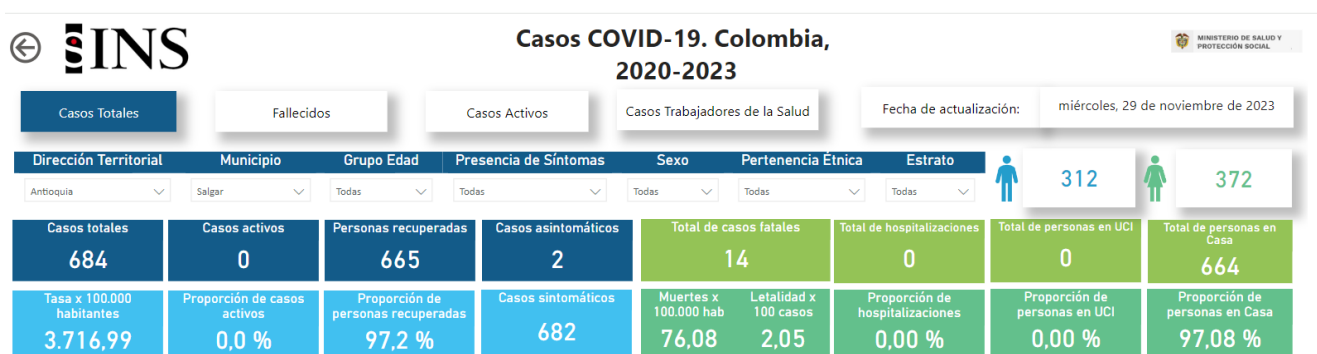 INS
Casos COVID-19. Colombia,
2020-2023
MINISTERIO DE SALUD Y
PROTECCIÓN SOCIAL
Casos Totales
Fallecidos
Casos Activos
Casos Trabajadores de la Salud
Fecha de actualización:
miércoles, 29 de noviembre de 2023
Dirección Territorial
Municipio
Grupo Edad
Presencia de Síntomas
Sexo
Pertenencia Étnica
Estrato
Antioquia
Salgar
Todas
Todas
Todas
Todas
Todas
312
372
Casos totales
684
Casos activos
0
Personas recuperadas
665
Casos asintomáticos
2
Total de casos fatales
14
Total de hospitalizaciones
0
Total de personas en UCI
0
Total de personas en
Casa
664
Tasa x 100.000
habitantes
3.716,99
Proporción de casos
activos
0,0 %
Proporción de
personas recuperadas
97,2 %
Casos sintomáticos
682
Muertes x
100.000 hab
76,08
Letalidad x
100 casos
2,05
Proporción de
hospitalizaciones
0,00 %
Proporción de
personas en UCI
0,00 %
Proporción de
personas en Casa
97,08 %